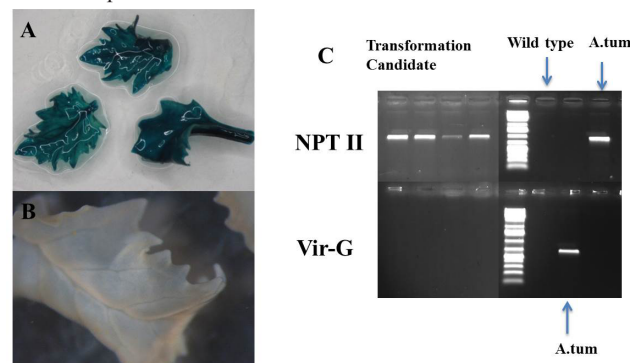 A
B
C
Transformation
Candidate
Wild type
A.tum
NPT II
Vir-G
A.tum